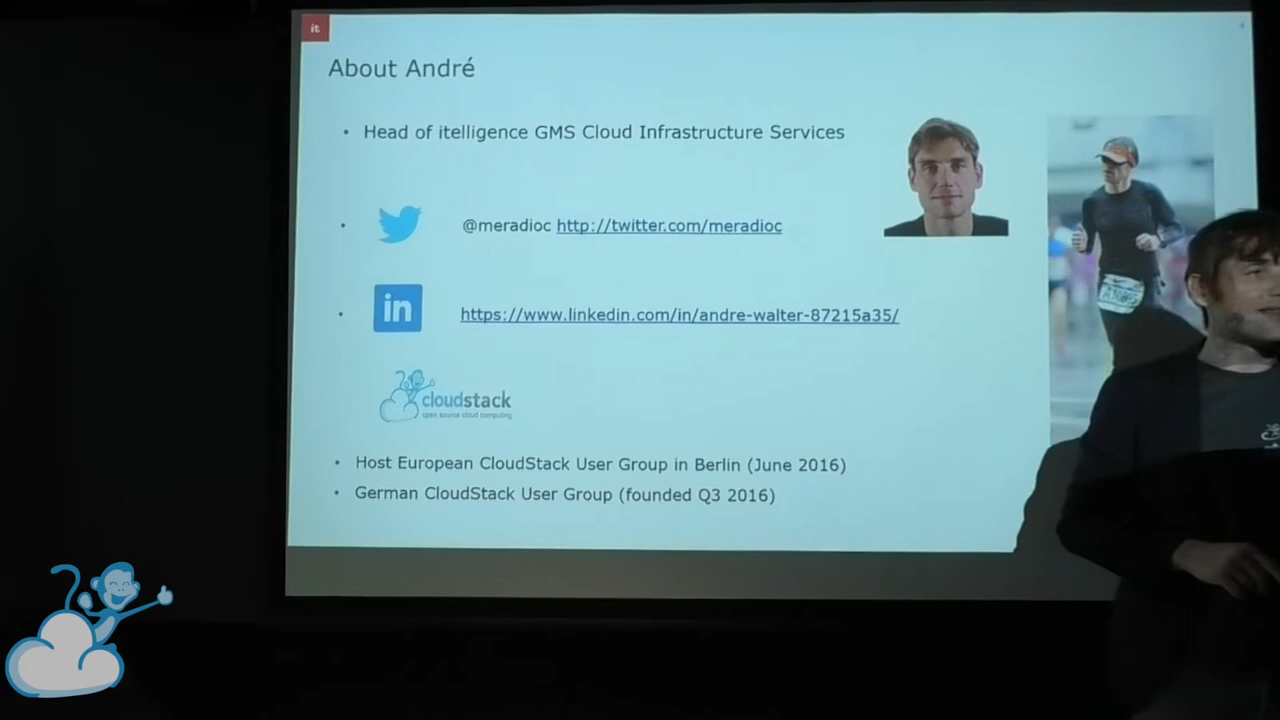 it
About André
• Head of itelligence GMS Cloud Infrastructure Services
• @meradioc http://twitter.com/meradioc
• in https://www.linkedin.com/in/andre-walter-87215a35/
cloudstack
open source cloud computing
• Host European CloudStack User Group in Berlin (June 2016)
• German CloudStack User Group (founded Q3 2016)